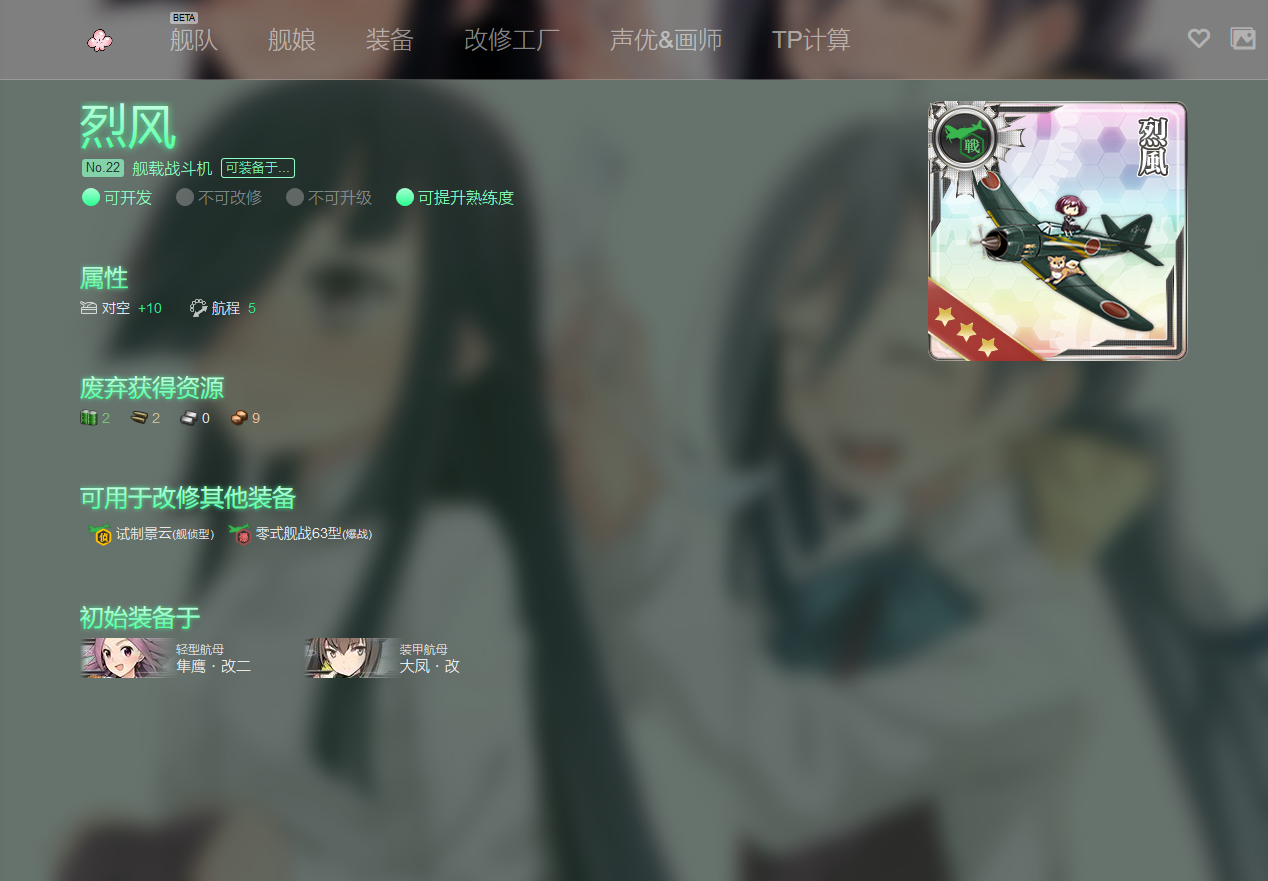 BETA
舰队 舰娘 装备 改修工厂 声优&画师 TP计算
烈风
No.22 舰载战斗机 可装备于...
可开发 不可改修 不可升级 可提升熟练度
戦
烈風
属性
对空 +10 航程 5
废弃获得资源
2 2 0 9
可用于改修其他装备
侦 试制景云(舰侦型) 零式舰战63型(爆战)
初始装备于
轻型航母
隼鹰·改二
装甲航母
大凤·改